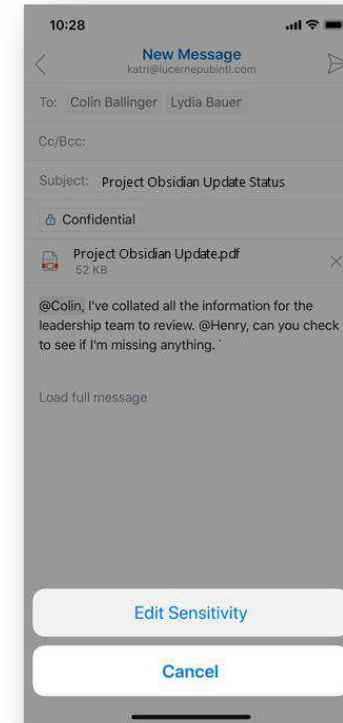 10:28
New Message
katri@lucernepubintl.com
To: Colin Ballinger Lydia Bauer
Cc/Bcc:
Subject: Project Obsidian Update Status
Confidential
Project Obsidian Update.pdf
52 KB
@Colin, I've collated all the information for the
leadership team to review. @Henry, can you check
to see if I'm missing anything.
Load full message
Edit Sensitivity
Cancel